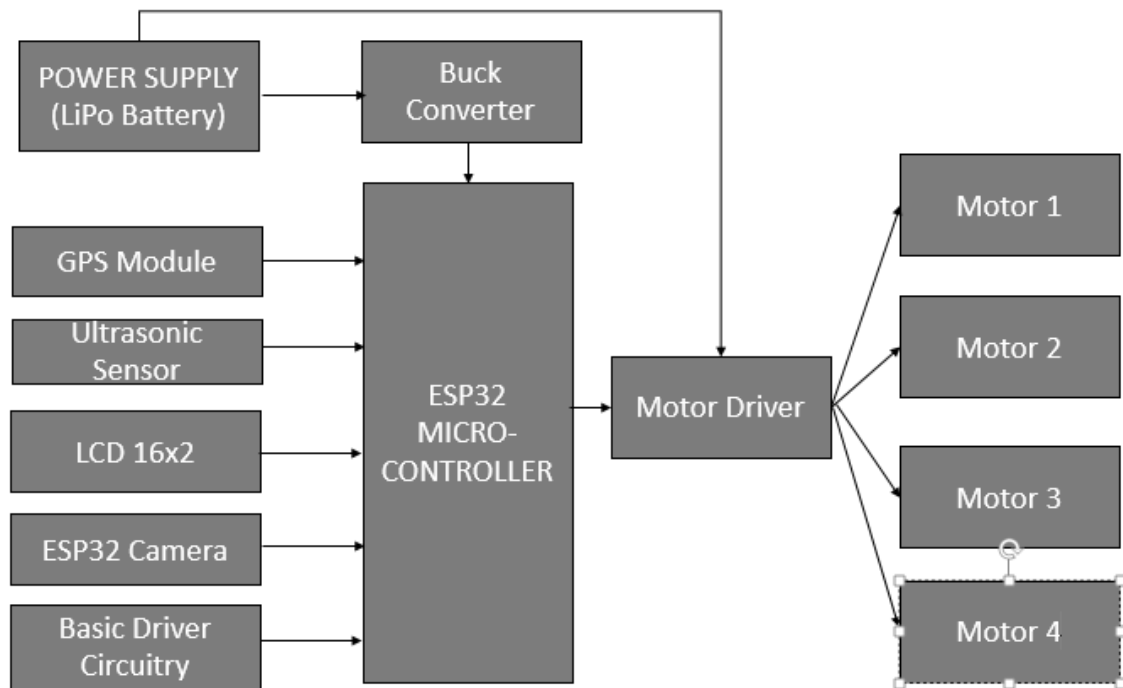 POWER SUPPLY
(LiPo Battery)
Buck
Converter
GPS Module
Ultrasonic
Sensor
LCD 16x2
ESP32 Camera
Basic Driver
Circuitry
ESP32
MICRO-
CONTROLLER
Motor Driver
Motor 1
Motor 2
Motor 3
Motor 4